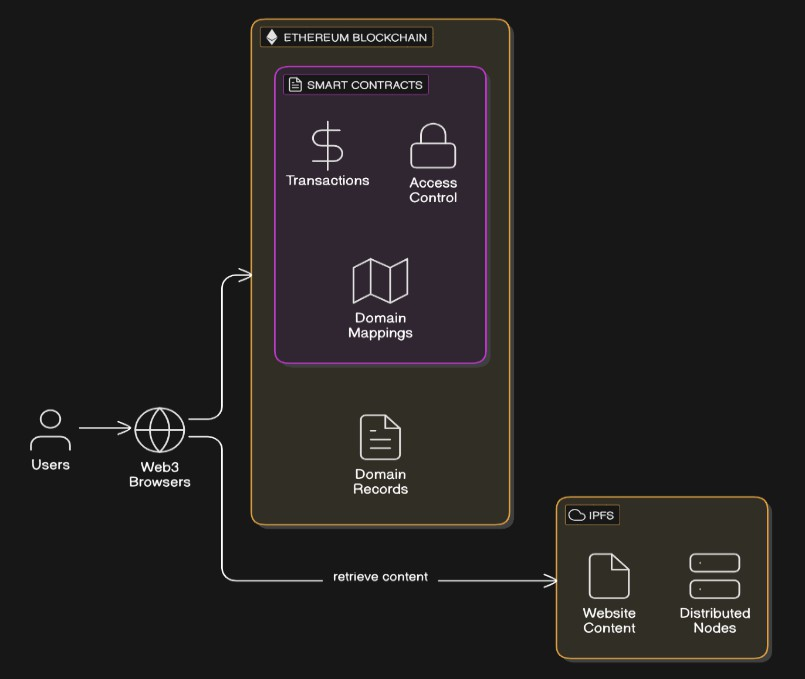 ETHEREUM BLOCKCHAIN
SMART CONTRACTS
Transactions
Access
Control
Domain
Mappings
Users
Web3
Browsers
Domain
Records
retrieve content
IPFS
Website
Content
Distributed
Nodes